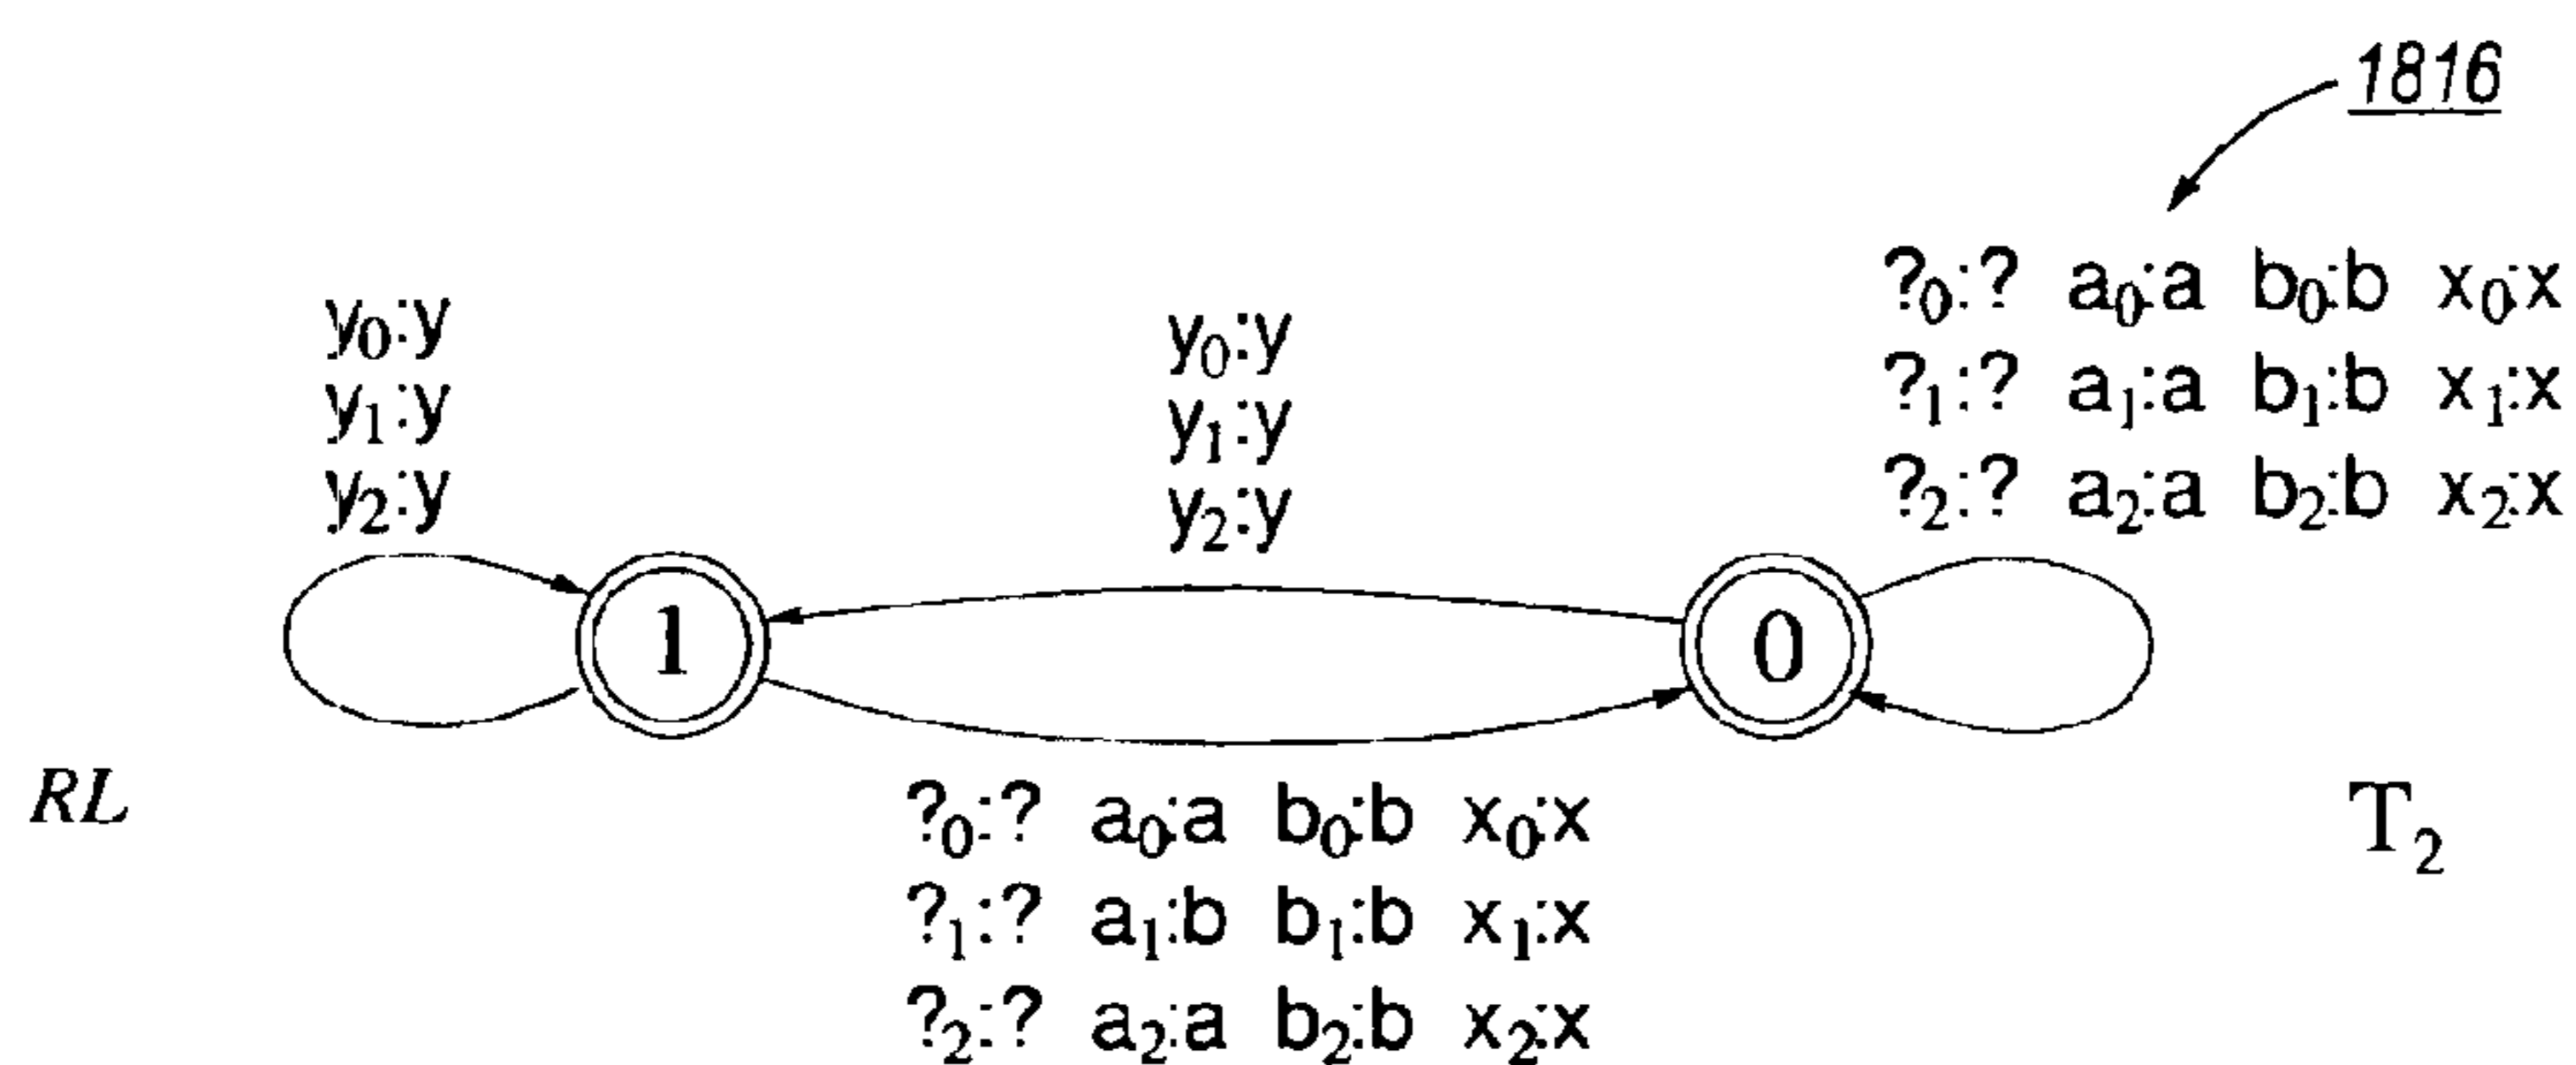 1816
y₀:y
y₁:y
y₂:y
y₀:y
y₁:y
y₂:y
?₀:? a₀:a b₀:b x₀:x
?₁:? a₁:a b₁:b x₁:x
?₂:? a₂:a b₂:b x₂:x
1
0
RL
T₂
?₀:? a₀:a b₀:b x₀:x
?₁:? a₁:b b₁:b x₁:x
?₂:? a₂:a b₂:b x₂:x